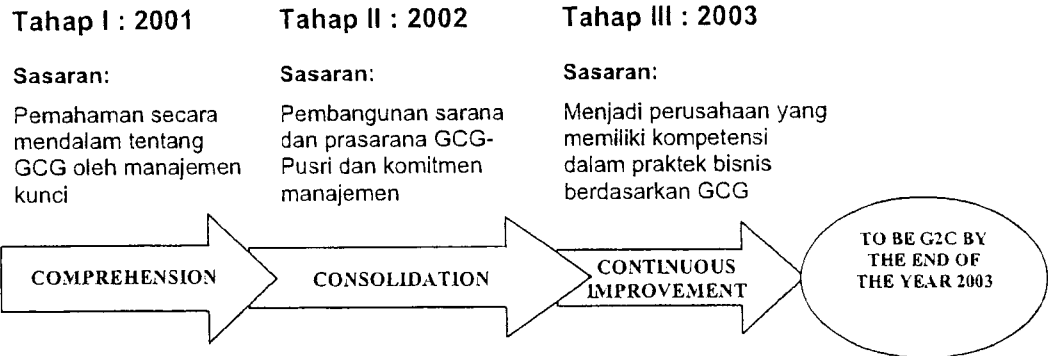 Tahap I : 2001
Sasaran:
Pemahaman secara
mendalam tentang
GCG oleh manajemen
kunci
Tahap II : 2002
Sasaran:
Pembangunan sarana
dan prasarana GCG-
Pusri dan komitmen
manajemen
Tahap III : 2003
Sasaran:
Menjadi perusahaan yang
memiliki kompetensi
dalam praktek bisnis
berdasarkan GCG
COMPREHENSION
CONSOLIDATION
CONTINUOUS
IMPROVEMENT
TO BE G2C BY
THE END OF
THE YEAR 2003